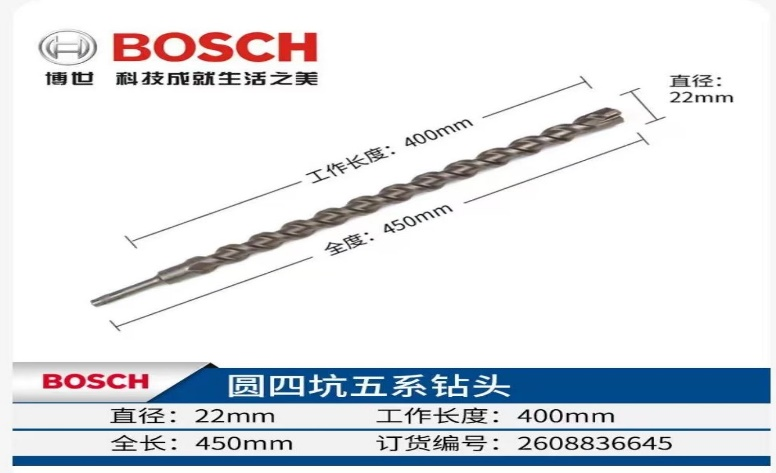 BOSCH
博世 科技成就生活之美
直径:
22mm
工作长度：400mm
全度：450mm
BOSCH 圆四坑五系钻头
直径：22mm 工作长度：400mm
全长：450mm 订货编号：2608836645